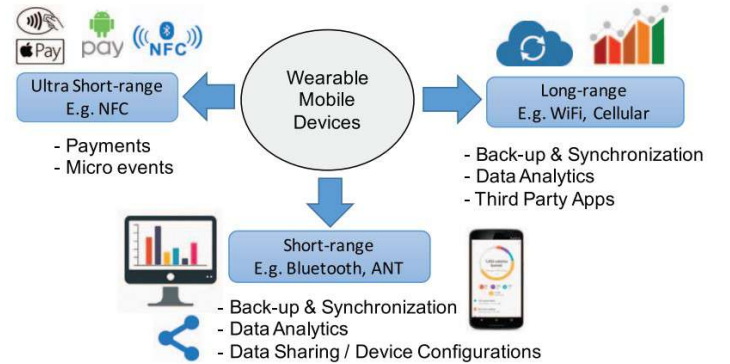 Pay
pay
NFC
Wearable
Mobile
Devices
Ultra Short-range
E.g. NFC
- Payments
- Micro events
Long-range
E.g. WiFi, Cellular
- Back-up & Synchronization
- Data Analytics
- Third Party Apps
Short-range
E.g. Bluetooth, ANT
- Back-up & Synchronization
- Data Analytics
- Data Sharing / Device Configurations